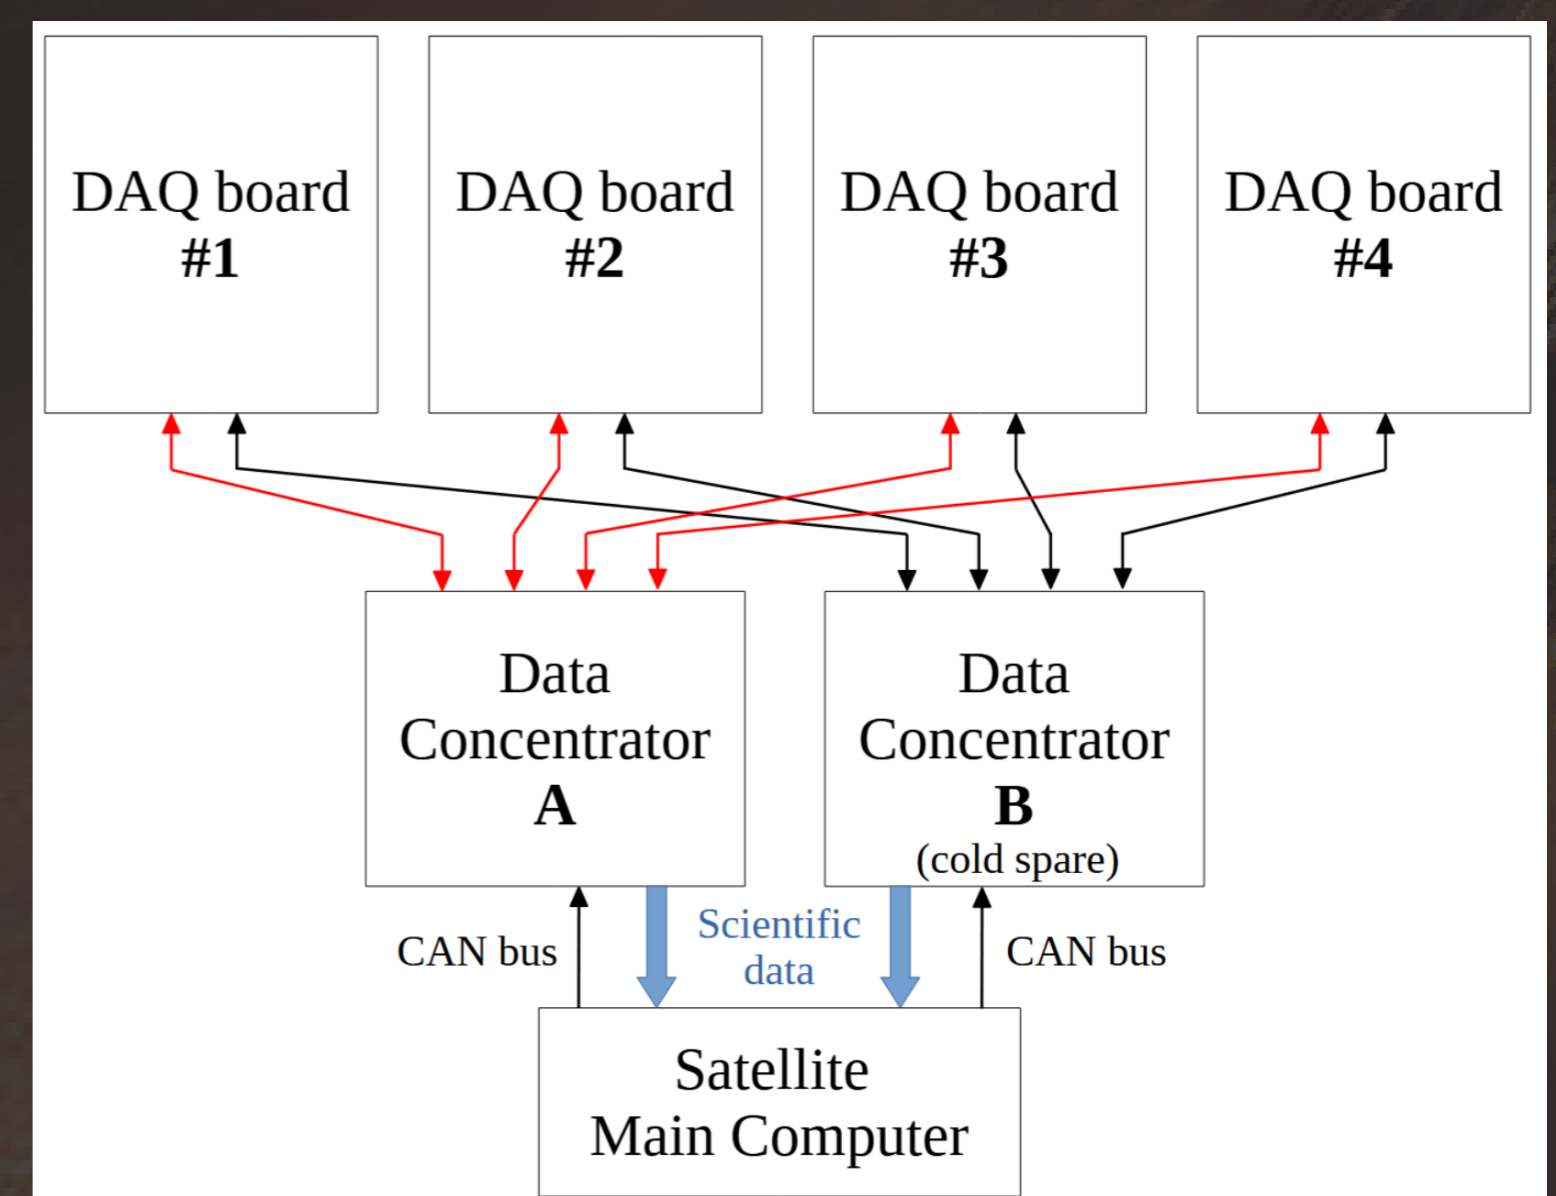 DAQ board
#1
DAQ board
#2
DAQ board
#3
DAQ board
#4
Data
Concentrator
A
Data
Concentrator
B
(cold spare)
CAN bus
Scientific
data
CAN bus
Satellite
Main Computer